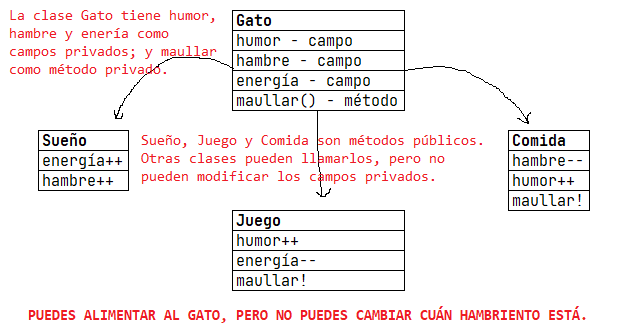 La clase Gato tiene humor,
hambre y enería como
campos privados; y maullar
como método privado.
Gato
humor - campo
hambre - campo
energía - campo
maullar() - método
Sueño
energía++
hambre++
Sueño, Juego y Comida son métodos públicos.
Otras clases pueden llamarlos, pero no
pueden modificar los campos privados.
Comida
hambre--
humor++
maullar!
Juego
humor++
energía--
maullar!
PUEDES ALIMENTAR AL GATO, PERO NO PUEDES CAMBIAR CUÁN HAMBRIENTO ESTÁ.